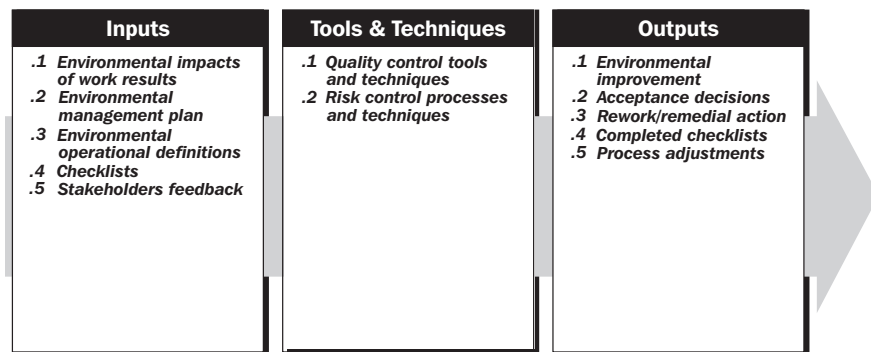 Inputs
.1 Environmental impacts
of work results
.2 Environmental
management plan
.3 Environmental
operational definitions
.4 Checklists
.5 Stakeholders feedback
Tools & Techniques
.1 Quality control tools
and techniques
.2 Risk control processes
and techniques
Outputs
.1 Environmental
improvement
.2 Acceptance decisions
.3 Rework/remedial action
.4 Completed checklists
.5 Process adjustments